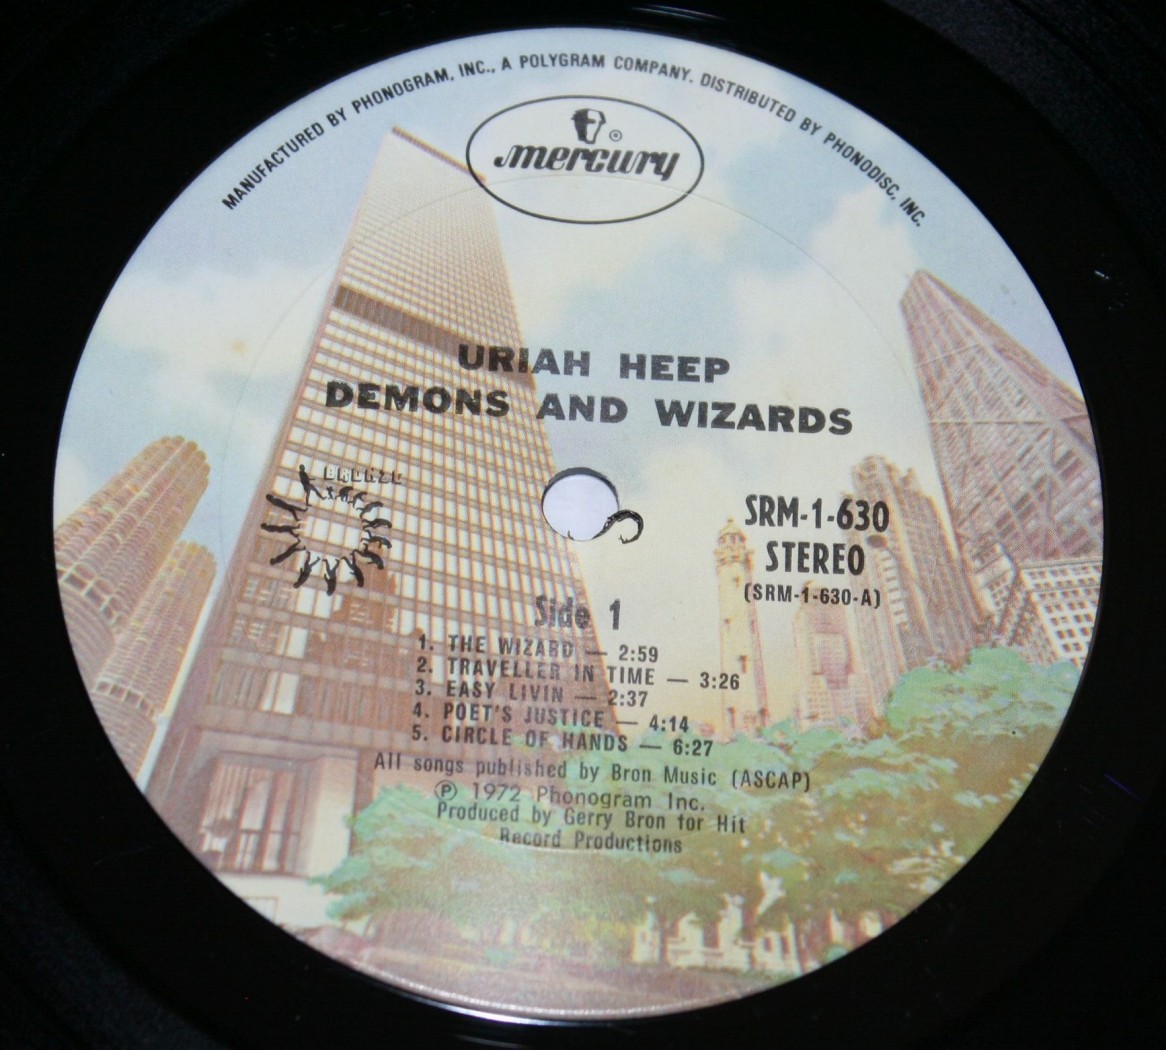 MANUFACTURED BY PHONOGRAM, INC., A POLYGRAM COMPANY. DISTRIBUTED BY PHONODISC, INC.
mercury
®
URIAH HEEP
DEMONS AND WIZARDS
BRONZE
SRM-1-630
STEREO
(SRM-1-630-A)
Side 1
1. THE WIZARD — 2:59
2. TRAVELLER IN TIME — 3:26
3. EASY LIVIN — 2:37
4. POET'S JUSTICE — 4:14
5. CIRCLE OF HANDS — 6:27
All songs published by Bron Music (ASCAP)
℗ 1972 Phonogram Inc.
Produced by Gerry Bron for Hit
Record Productions